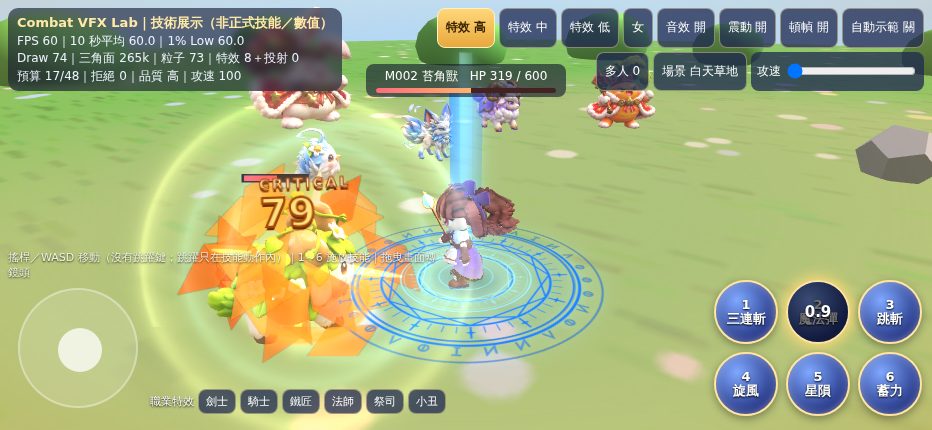 Combat VFX Lab｜技術展示（非正式技能／數值）
FPS 60｜10 秒平均 60.0｜1% Low 60.0
Draw 74｜三角面 265k｜粒子 73｜特效 8＋投射 0
預算 17/48｜拒絕 0｜品質 高｜攻速 100
特效 高
特效 中
特效 低
女
音效 開
震動 開
頓幀 開
自動示範 關
多人 0
場景 白天草地
攻速
M002 苔角獸 HP 319 / 600
CRITICAL
79
搖桿／WASD 移動（沒有跳躍鍵；跳躍只在技能動作內）｜1–6 施放技能｜拖曳畫面轉
鏡頭
1
三連斬
2
魔法彈
0.9
3
跳斬
4
旋風
5
星隕
6
蓄力
職業特效
劍士
騎士
鐵匠
法師
祭司
小丑